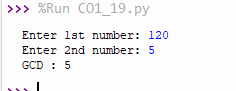 >>> %Run CO1_19.py
Enter 1st number: 120
Enter 2nd number: 5
GCD : 5
>>>